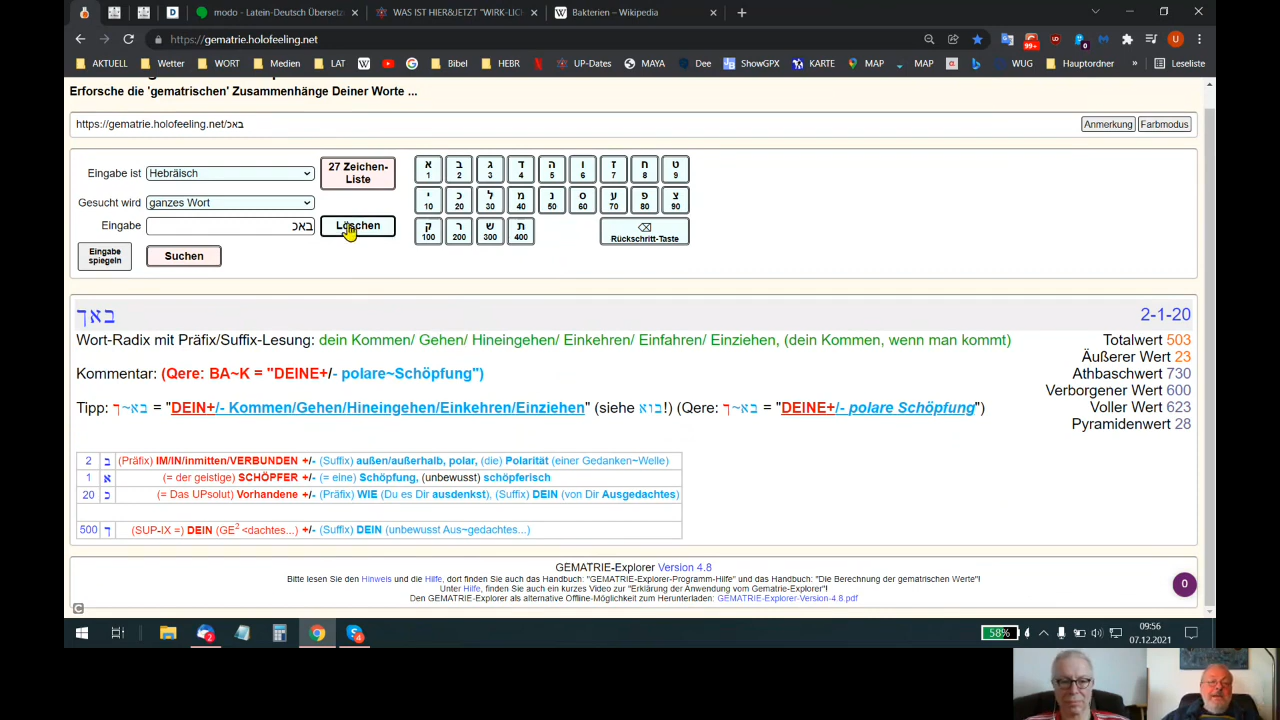 modo - Latein-Deutsch Übersetz
WAS IST HIER&JETZT "WIRK-LIC
Bakterien – Wikipedia
https://gematrie.holofeeling.net
99+
0
U
AKTUELL Wetter WORT Medien LAT Bibel HEBR UP-Dates MAYA Dee ShowGPX KARTE MAP MAP WUG Hauptordner » Leseliste
Erforsche die 'gematrischen' Zusammenhänge Deiner Worte ...
https://gematrie.holofeeling.net/באכ
Anmerkung Farbmodus
Eingabe ist Hebräisch
27 Zeichen-Liste
Gesucht wird ganzes Wort
Eingabe באכ Löschen
Eingabe spiegeln
Suchen
א ב ג ד ה ו ז ח ט
1 2 3 4 5 6 7 8 9
י כ ל מ נ ס ע פ צ
10 20 30 40 50 60 70 80 90
ק ר ש ת
100 200 300 400
Rückschritt-Taste
באך 2-1-20
Wort-Radix mit Präfix/Suffix-Lesung: dein Kommen/ Gehen/ Hineingehen/ Einkehren/ Einfahren/ Einziehen, (dein Kommen, wenn man kommt)
Totalwert 503
Äußerer Wert 23
Kommentar: (Qere: BA~K = "DEINE+/- polare~Schöpfung")
Athbaschwert 730
Verborgener Wert 600
Tipp: בא~ך = "DEIN+/- Kommen/Gehen/Hineingehen/Einkehren/Einziehen" (siehe בוא!) (Qere: בא~ך = "DEINE+/- polare Schöpfung")
Voller Wert 623
Pyramidenwert 28
2 ב (Präfix) IM/IN/inmitten/VERBUNDEN +/- (Suffix) außen/außerhalb, polar, (die) Polarität (einer Gedanken~Welle)
1 א (= der geistige) SCHÖPFER +/- (= eine) Schöpfung, (unbewusst) schöpferisch
20 כ (= Das UPsolut) Vorhandene +/- (Präfix) WIE (Du es Dir ausdenkst), (Suffix) DEIN (von Dir Ausgedachtes)
500 ך (SUP-IX =) DEIN (GE² <dachtes...) +/- (Suffix) DEIN (unbewusst Aus~gedachtes...)
GEMATRIE-Explorer Version 4.8
Bitte lesen Sie den Hinweis und die Hilfe, dort finden Sie auch das Handbuch: "GEMATRIE-Explorer-Programm-Hilfe" und das Handbuch: "Die Berechnung der gematrischen Werte"!
Unter Hilfe, finden Sie auch ein kurzes Video zur "Erklärung der Anwendung vom Gematrie-Explorer"!
Den GEMATRIE-Explorer als alternative Offline-Möglichkeit zum Herunterladen: GEMATRIE-Explorer-Version-4.8.pdf
0
58%
09:56
07.12.2021